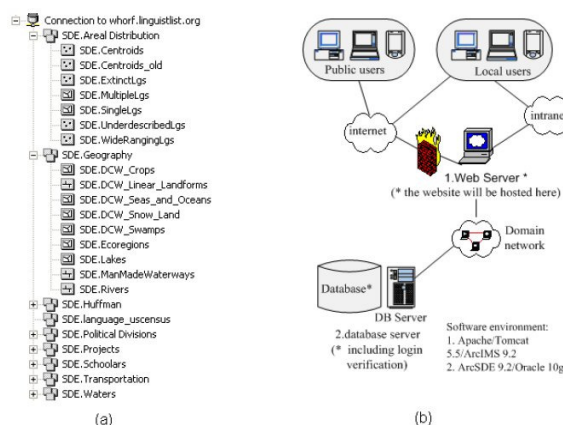 Connection to whorf.linguistlist.org
SDE.Areal Distribution
SDE.Centroids
SDE.Centroids_old
SDE.ExtinctLgs
SDE.MultipleLgs
SDE.SingleLgs
SDE.UnderdescribedLgs
SDE.WideRangingLgs
SDE.Geography
SDE.DCW_Crops
SDE.DCW_Linear_Landforms
SDE.DCW_Seas_and_Oceans
SDE.DCW_Snow_Land
SDE.DCW_Swamps
SDE.Ecoregions
SDE.Lakes
SDE.ManMadeWaterways
SDE.Rivers
SDE.Huffman
SDE.language_uscensus
SDE.Political Divisions
SDE.Projects
SDE.Schoolars
SDE.Transportation
SDE.Waters
(a)
Public users
Local users
internet
intranet
1.Web Server *
(* the website will be hosted here)
Domain
network
Database*
DB Server
2.database server
(* including login
verification)
Software environment:
1. Apache/Tomcat
5.5/ArcIMS 9.2
2. ArcSDE 9.2/Oracle 10g
(b)